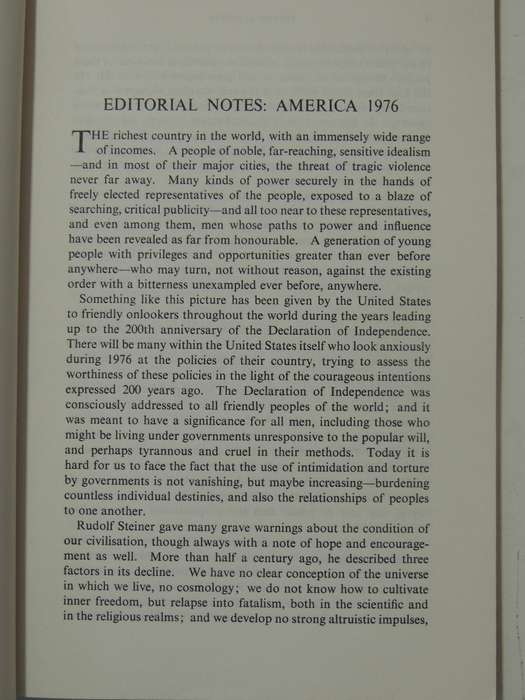 EDITORIAL NOTES: AMERICA 1976
THE richest country in the world, with an immensely wide range
of incomes. A people of noble, far-reaching, sensitive idealism
—and in most of their major cities, the threat of tragic violence
never far away. Many kinds of power securely in the hands of
freely elected representatives of the people, exposed to a blaze of
searching, critical publicity—and all too near to these representatives,
and even among them, men whose paths to power and influence
have been revealed as far from honourable. A generation of young
people with privileges and opportunities greater than ever before
anywhere—who may turn, not without reason, against the existing
order with a bitterness unexampled ever before, anywhere.
Something like this picture has been given by the United States
to friendly onlookers throughout the world during the years leading
up to the 200th anniversary of the Declaration of Independence.
There will be many within the United States itself who look anxiously
during 1976 at the policies of their country, trying to assess the
worthiness of these policies in the light of the courageous intentions
expressed 200 years ago. The Declaration of Independence was
consciously addressed to all friendly peoples of the world; and it
was meant to have a significance for all men, including those who
might be living under governments unresponsive to the popular will,
and perhaps tyrannous and cruel in their methods. Today it is
hard for us to face the fact that the use of intimidation and torture
by governments is not vanishing, but maybe increasing—burdening
countless individual destinies, and also the relationships of peoples
to one another.
Rudolf Steiner gave many grave warnings about the condition of
our civilisation, though always with a note of hope and encourage-
ment as well. More than half a century ago, he described three
factors in its decline. We have no clear conception of the universe
in which we live, no cosmology; we do not know how to cultivate
inner freedom, but relapse into fatalism, both in the scientific and
in the religious realms; and we develop no strong altruistic impulses,